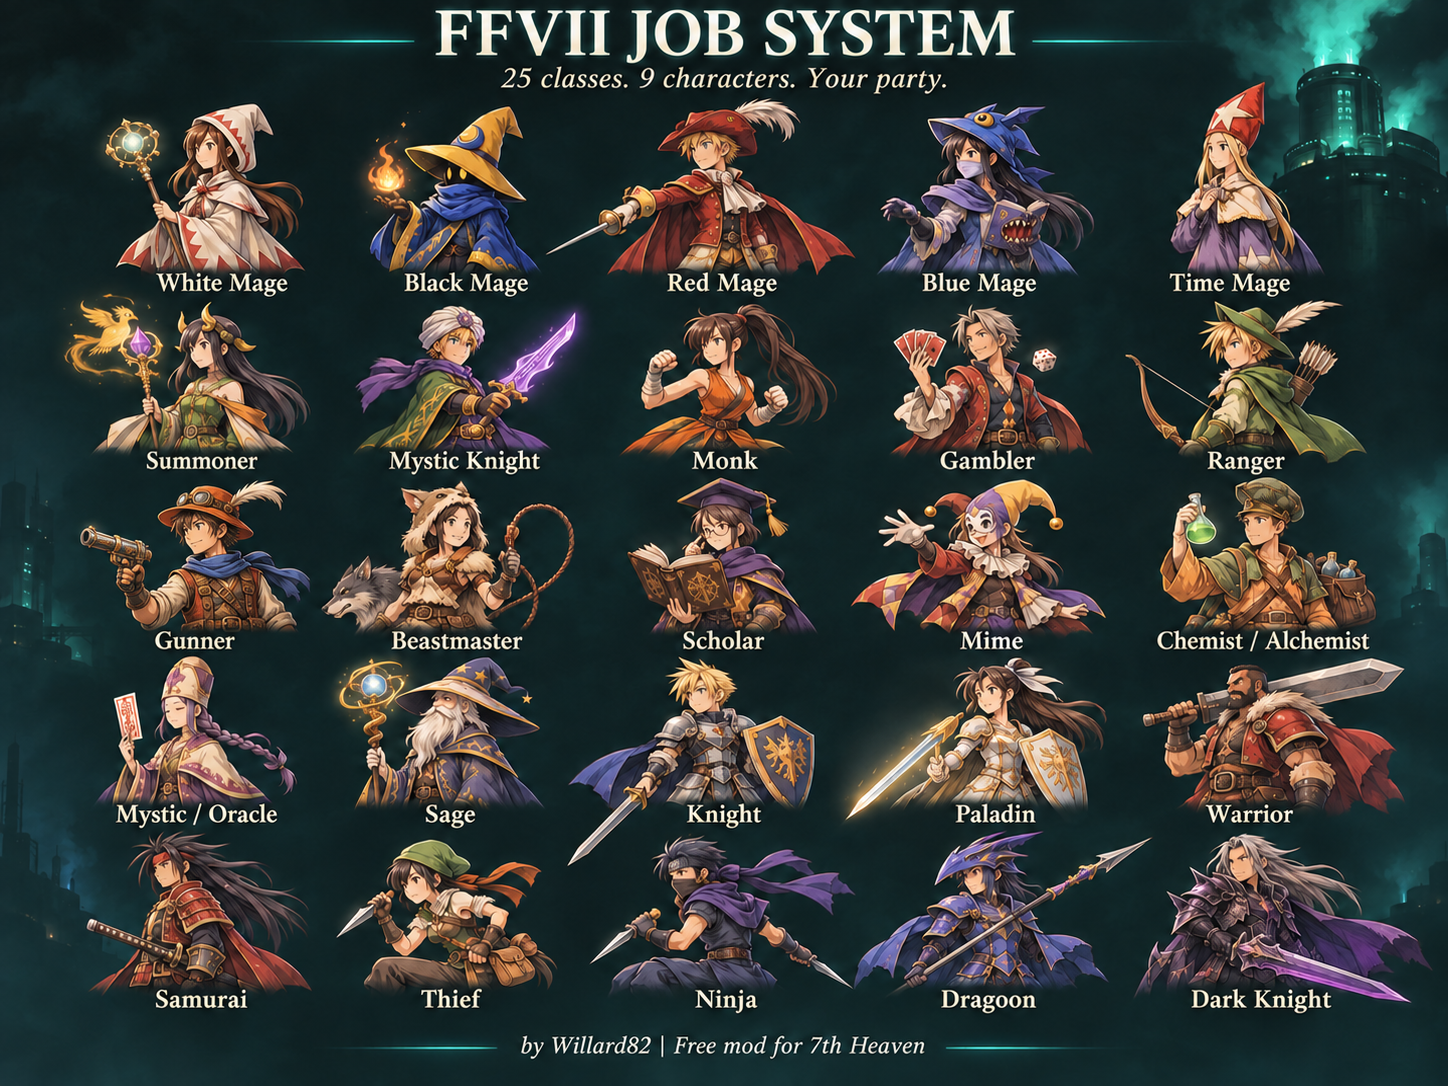 FFVII JOB SYSTEM
25 classes. 9 characters. Your party.
White Mage
Black Mage
Red Mage
Blue Mage
Time Mage
Summoner
Mystic Knight
Monk
Gambler
Ranger
Gunner
Beastmaster
Scholar
Mime
Chemist / Alchemist
Mystic / Oracle
Sage
Knight
Paladin
Warrior
Samurai
Thief
Ninja
Dragoon
Dark Knight
by Willard82 | Free mod for 7th Heaven